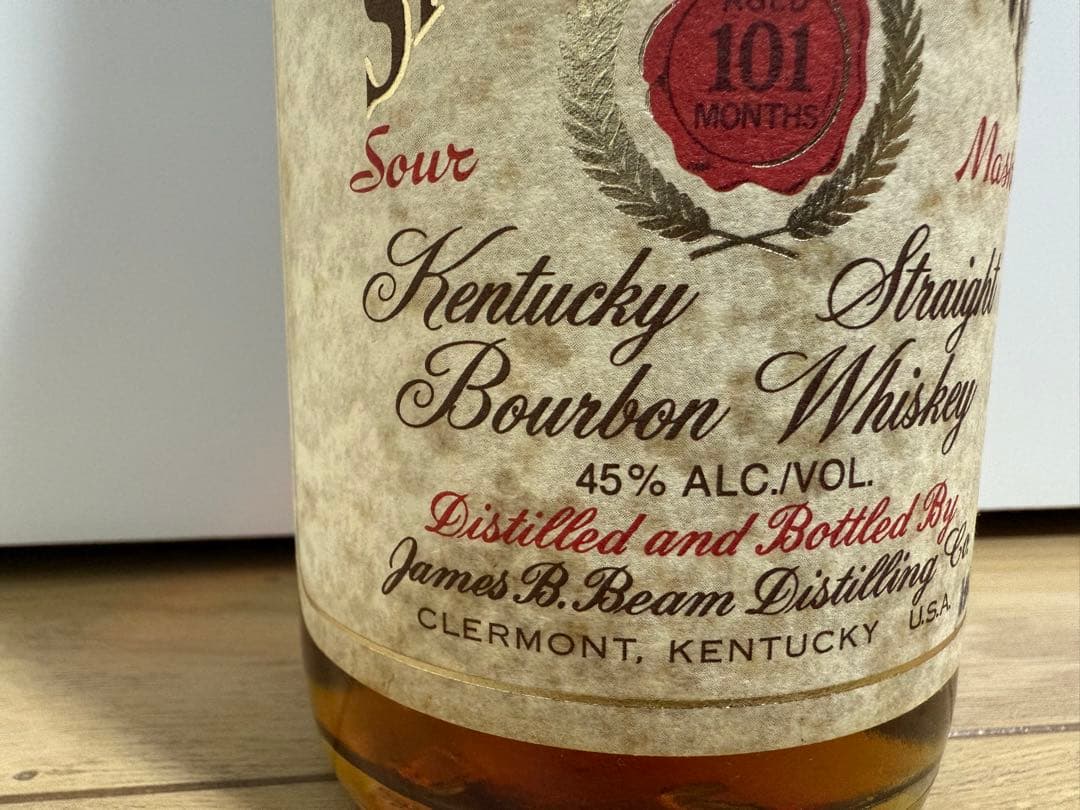 AGED
101
MONTHS
Sour Mash
Kentucky Straight
Bourbon Whiskey
45% ALC./VOL.
Distilled and Bottled By
James B. Beam Distilling Co.
CLERMONT, KENTUCKY U.S.A.